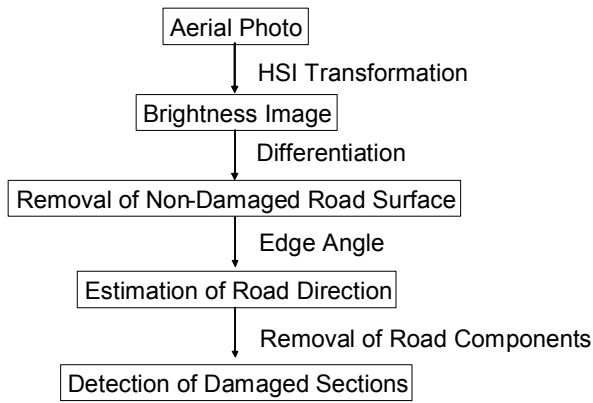 Aerial Photo
HSI Transformation
Brightness Image
Differentiation
Removal of Non-Damaged Road Surface
Edge Angle
Estimation of Road Direction
Removal of Road Components
Detection of Damaged Sections